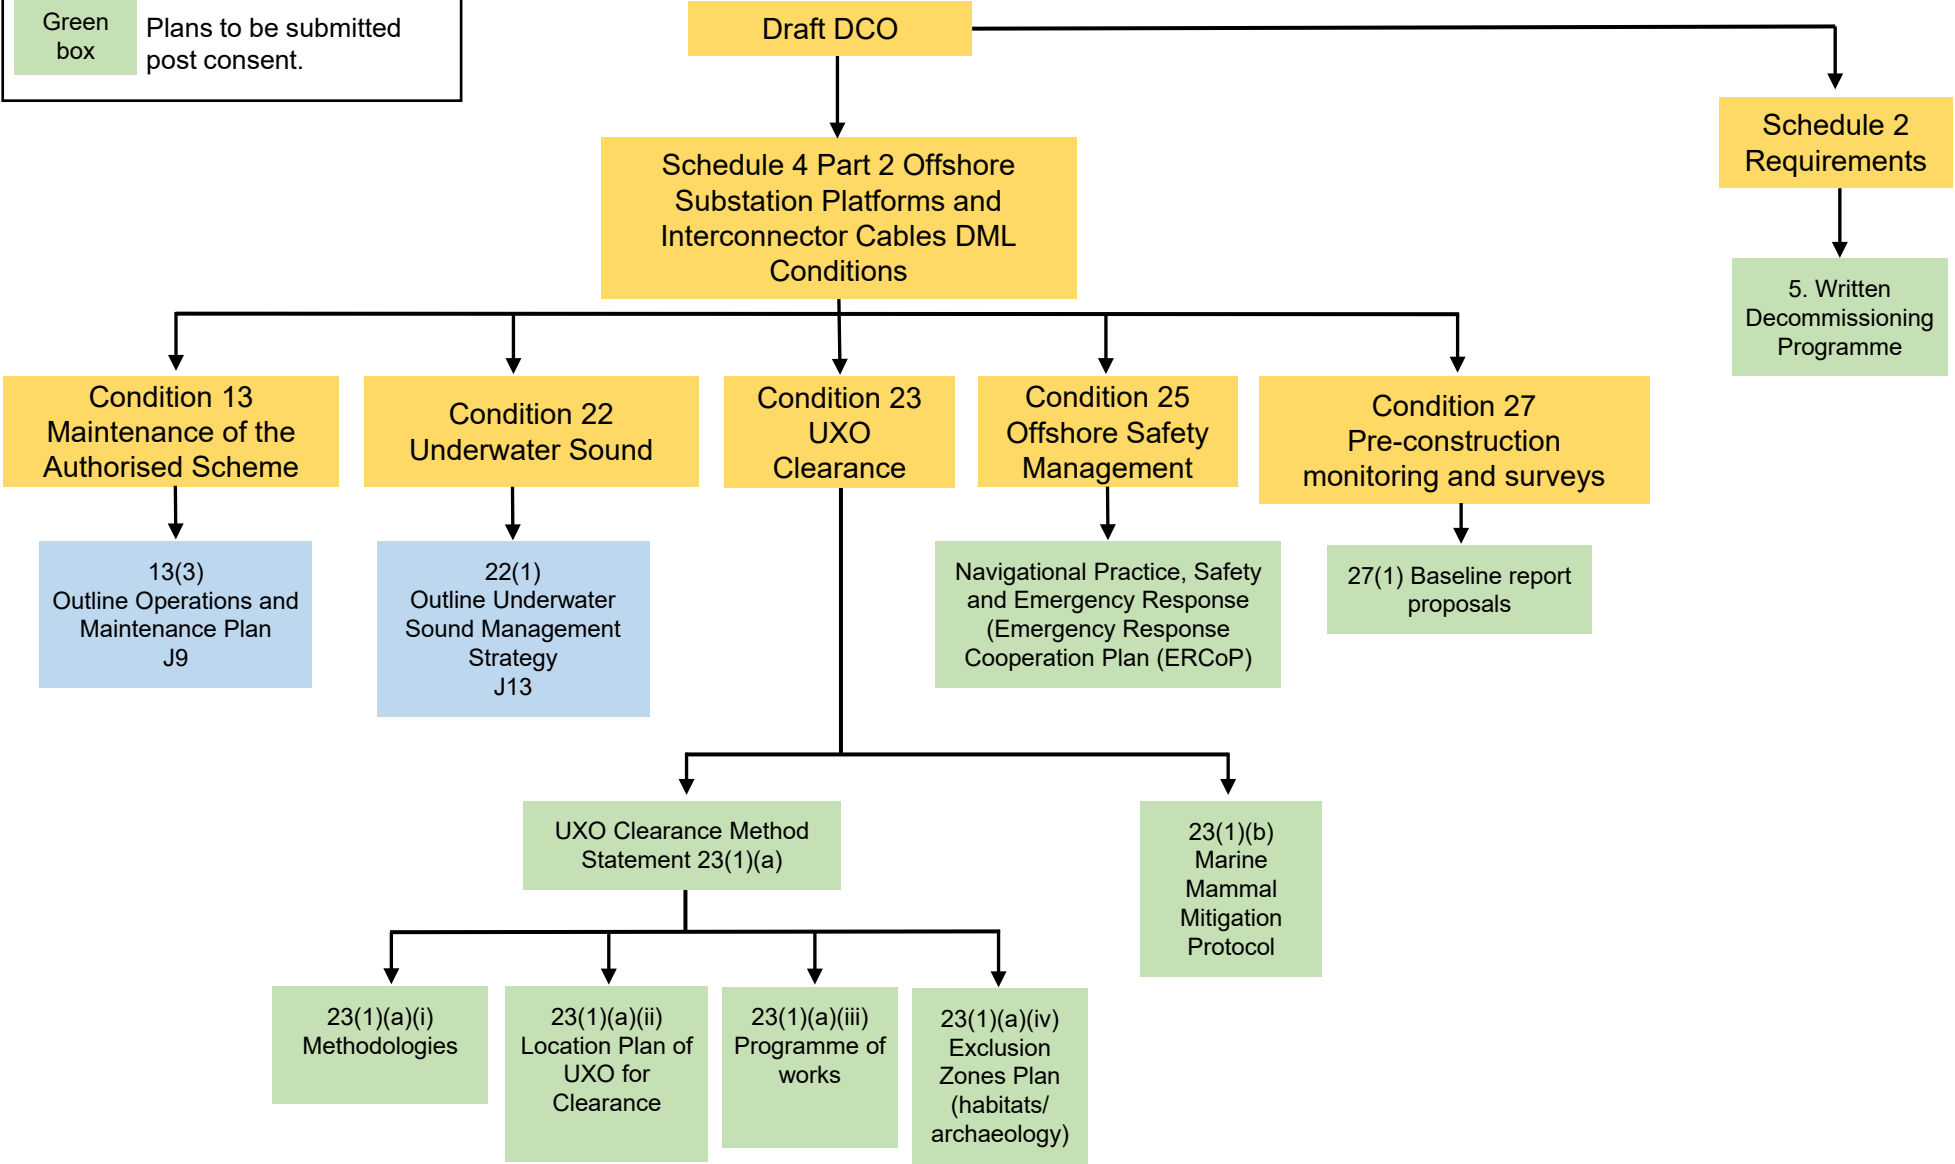 Green
box
Plans to be submitted
post consent.
Draft DCO
Schedule 2
Requirements
Schedule 4 Part 2 Offshore
Substation Platforms and
Interconnector Cables DML
Conditions
5. Written
Decommissioning
Programme
Condition 13
Maintenance of the
Authorised Scheme
Condition 22
Underwater Sound
Condition 23
UXO
Clearance
Condition 25
Offshore Safety
Management
Condition 27
Pre-construction
monitoring and surveys
13(3)
Outline Operations and
Maintenance Plan
J9
22(1)
Outline Underwater
Sound Management
Strategy
J13
Navigational Practice, Safety
and Emergency Response
(Emergency Response
Cooperation Plan (ERCoP)
27(1) Baseline report
proposals
UXO Clearance Method
Statement 23(1)(a)
23(1)(b)
Marine
Mammal
Mitigation
Protocol
23(1)(a)(i)
Methodologies
23(1)(a)(ii)
Location Plan of
UXO for
Clearance
23(1)(a)(iii)
Programme of
works
23(1)(a)(iv)
Exclusion
Zones Plan
(habitats/
archaeology)